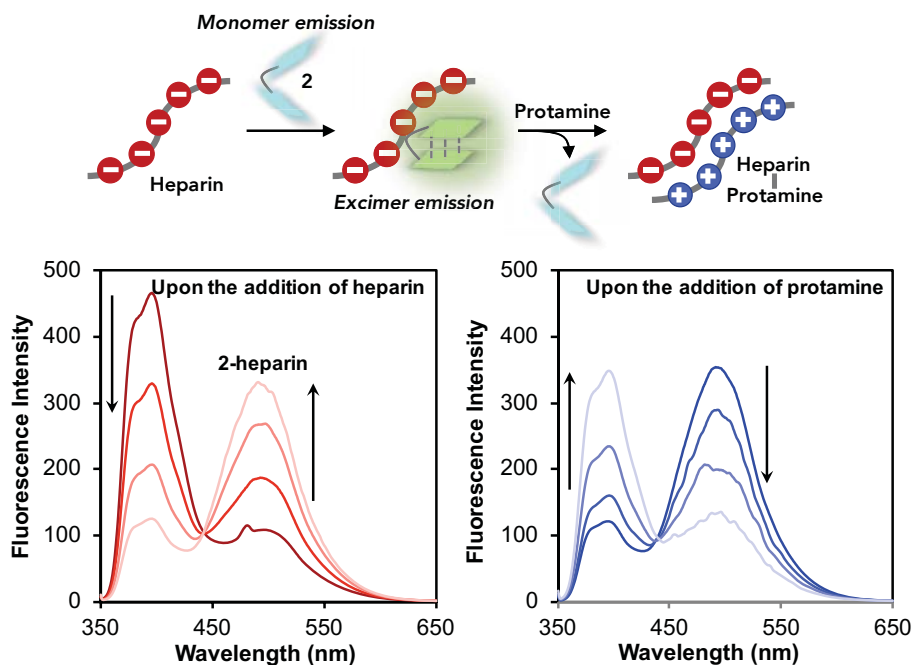 Monomer emission
2
Protamine
Heparin
Excimer emission
Heparin
Protamine
Fluorescence Intensity
500
400
300
200
100
0
Upon the addition of heparin
2-heparin
350
450
550
650
Wavelength (nm)
Fluorescence Intensity
500
400
300
200
100
0
Upon the addition of protamine
350
450
550
650
Wavelength (nm)